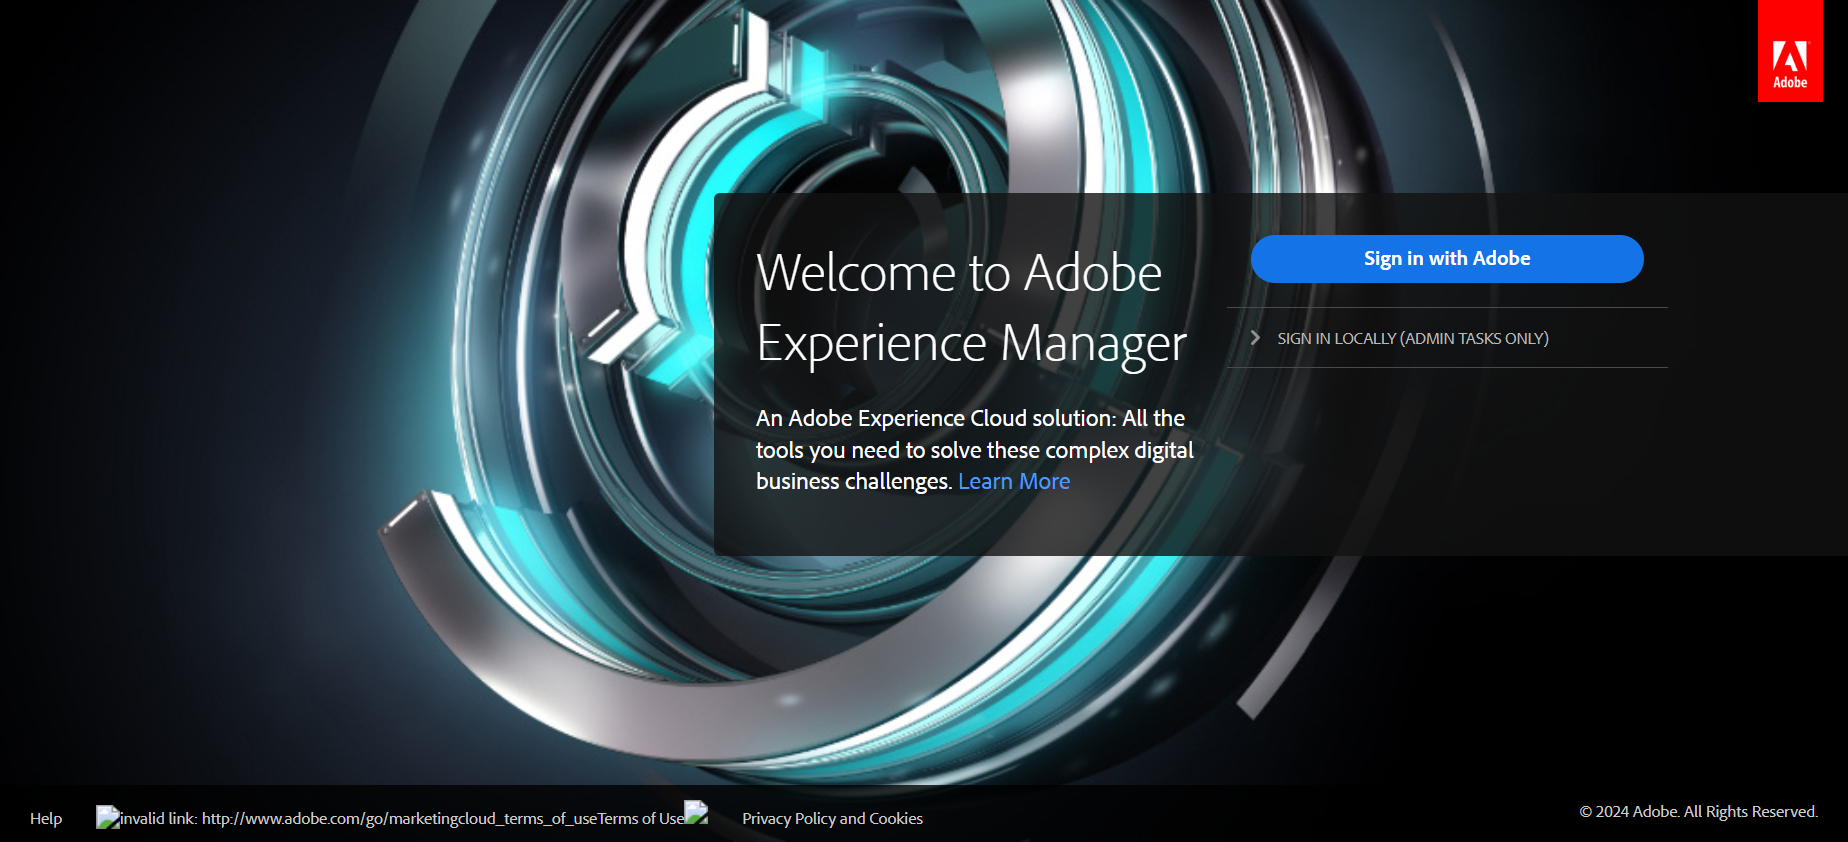 Adobe
Welcome to Adobe
Experience Manager
An Adobe Experience Cloud solution: All the
tools you need to solve these complex digital
business challenges. Learn More
Sign in with Adobe
SIGN IN LOCALLY (ADMIN TASKS ONLY)
Help
invalid link: http://www.adobe.com/go/marketingcloud_terms_of_useTerms of Use
Privacy Policy and Cookies
© 2024 Adobe. All Rights Reserved.